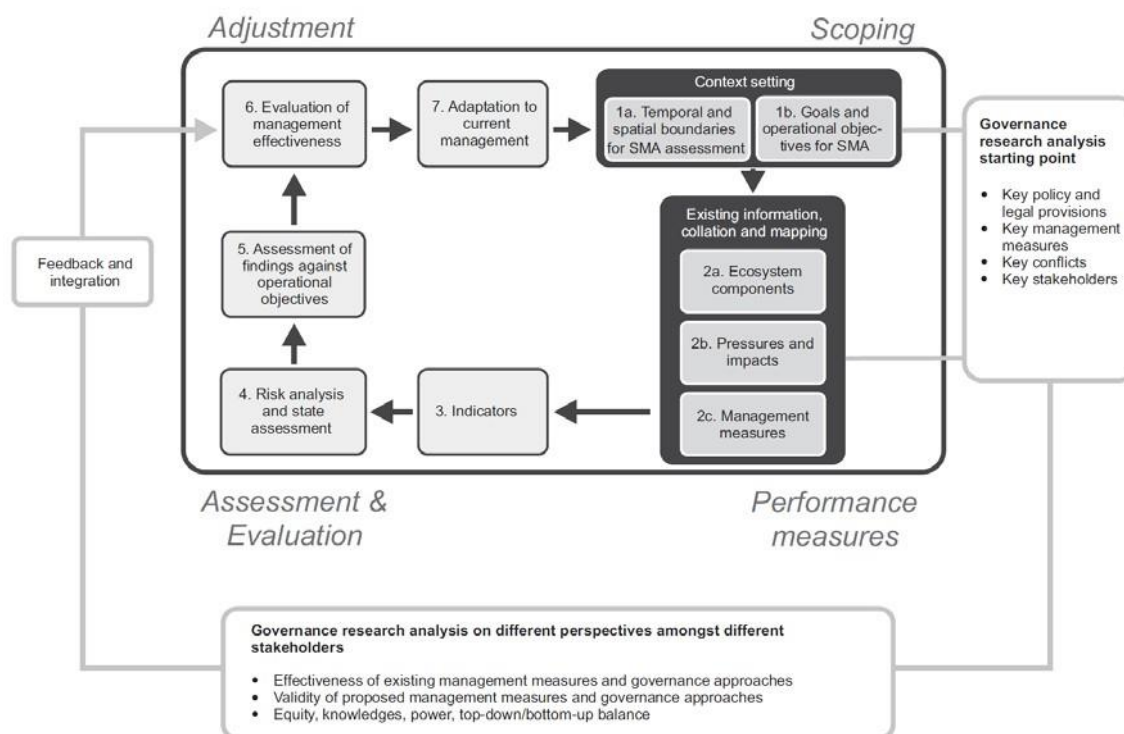 Adjustment
Scoping
6. Evaluation of
management
effectiveness
7. Adaptation to
current
management
Context setting
1a. Temporal and
spatial boundaries
for SMA assessment
1b. Goals and
operational objec-
tives for SMA
Governance
research analysis
starting point
• Key policy and
legal provisions
• Key management
measures
• Key conflicts
• Key stakeholders
Existing information,
collation and mapping
2a. Ecosystem
components
2b. Pressures and
impacts
2c. Management
measures
5. Assessment of
findings against
operational
objectives
Feedback and
integration
4. Risk analysis
and state
assessment
3. Indicators
Assessment &
Evaluation
Performance
measures
Governance research analysis on different perspectives amongst different
stakeholders
• Effectiveness of existing management measures and governance approaches
• Validity of proposed management measures and governance approaches
• Equity, knowledges, power, top-down/bottom-up balance